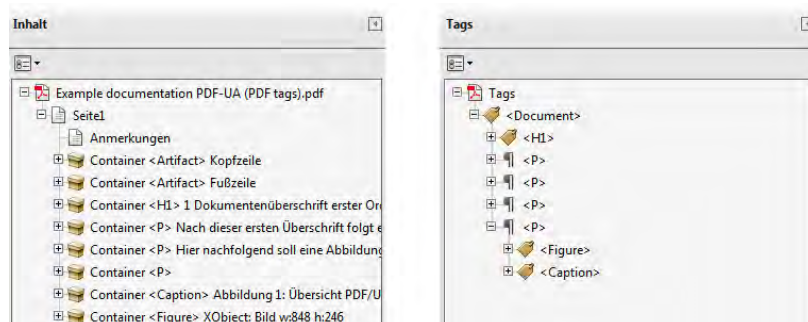 Inhalt
Example documentation PDF-UA (PDF tags).pdf
Seite1
Anmerkungen
Container <Artifact> Kopfzeile
Container <Artifact> Fußzeile
Container <H1> 1 Dokumentenüberschrift erster Or
Container <P> Nach dieser ersten Überschrift folgt e
Container <P> Hier nachfolgend soll eine Abbildung
Container <P>
Container <Caption> Abbildung 1: Übersicht PDF/U
Container <Figure> XObject: Bild w:848 h:246
Tags
Tags
<Document>
<H1>
<P>
<P>
<P>
<P>
<Figure>
<Caption>